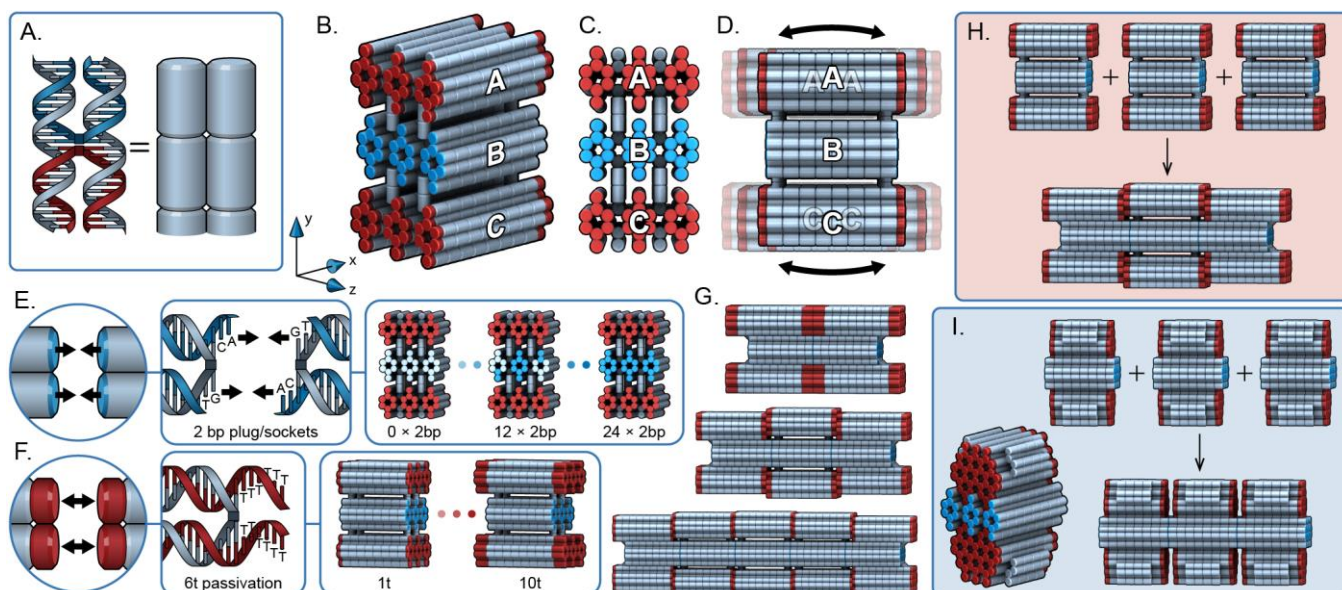 A.
B.
C.
D.
H.
A
B
C
A
B
C
A A A
B
C C C
=
y
x
z
+ +
E.
G T
C A
A C
T G
2 bp plug/sockets
0 × 2bp
12 × 2bp
24 × 2bp
G.
I.
+ +
F.
T T T T T T
T T T T T T
6t passivation
1t
10t